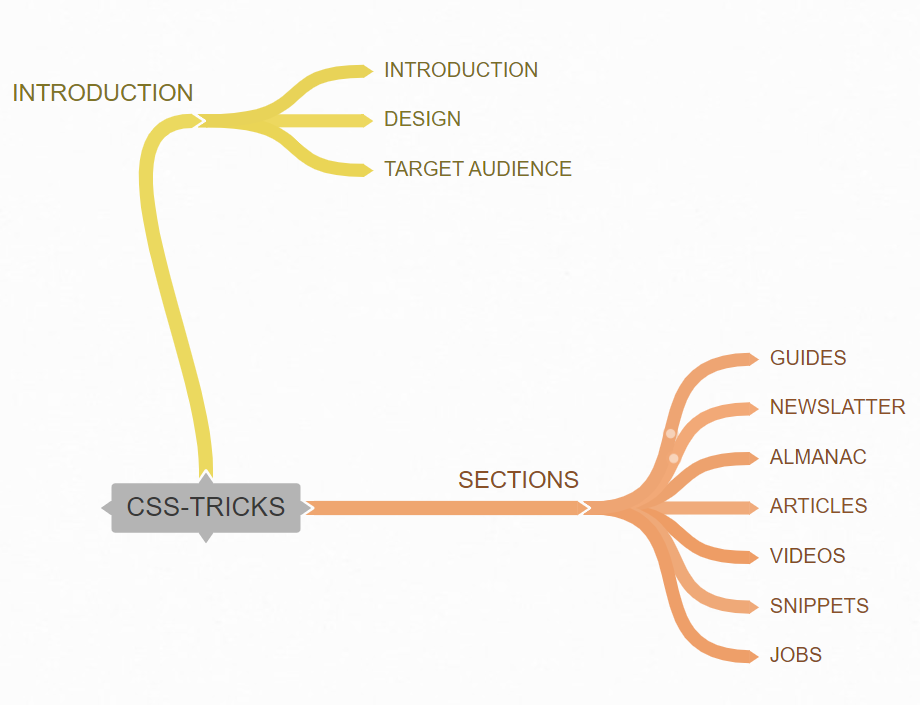 INTRODUCTION
INTRODUCTION
DESIGN
TARGET AUDIENCE
CSS-TRICKS
SECTIONS
GUIDES
NEWSLATTER
ALMANAC
ARTICLES
VIDEOS
SNIPPETS
JOBS